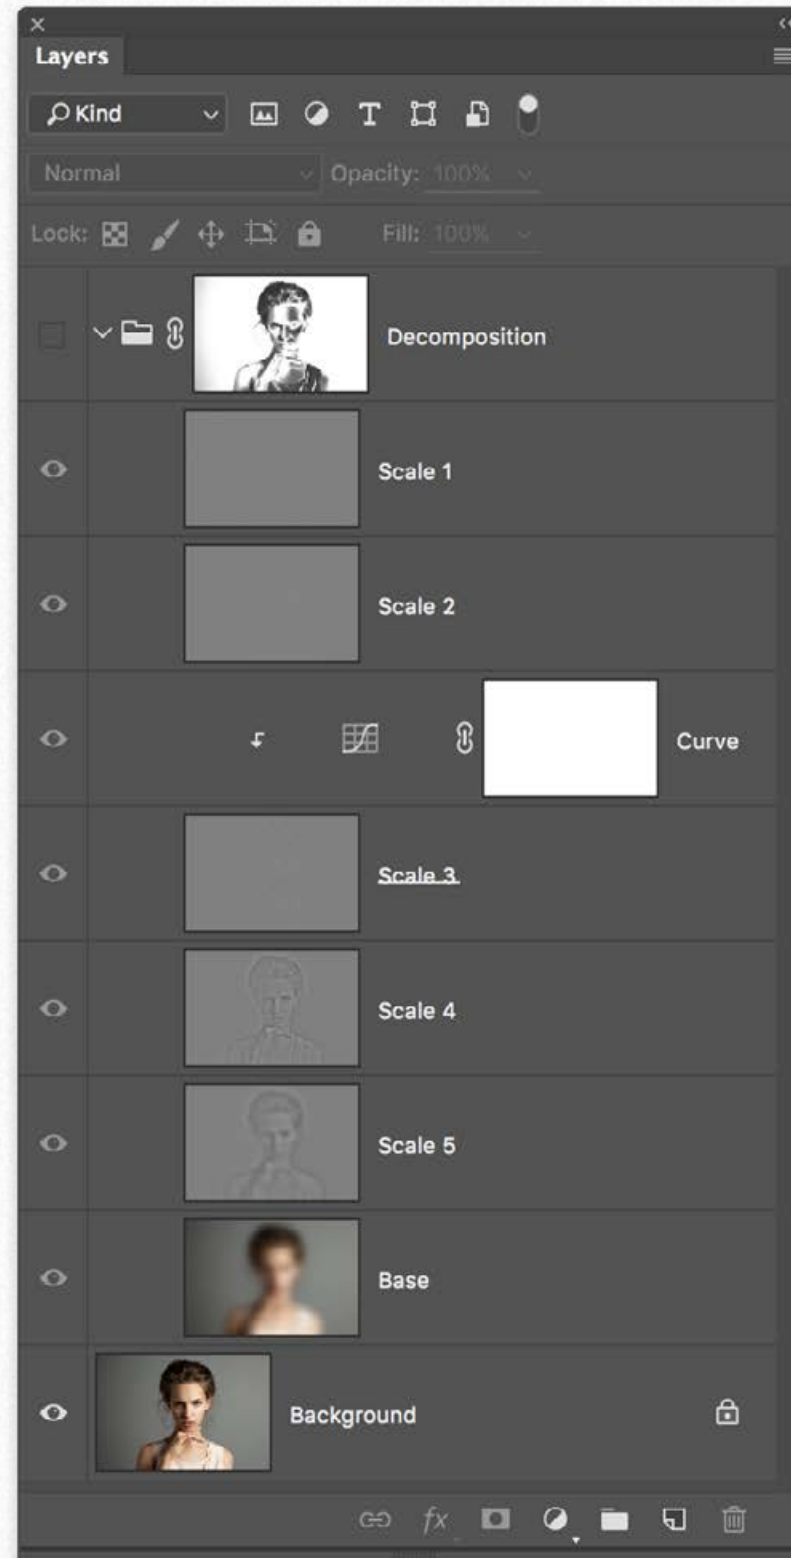 Layers
Kind
Normal Opacity: 100%
Lock: Fill: 100%
Decomposition
Scale 1
Scale 2
Curve
Scale 3
Scale 4
Scale 5
Base
Background
fx